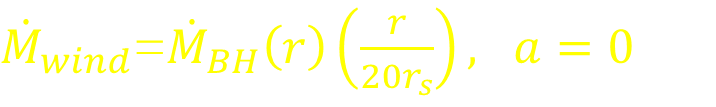 Ṁ_wind=Ṁ_BH(r)(r/20r_s), a = 0